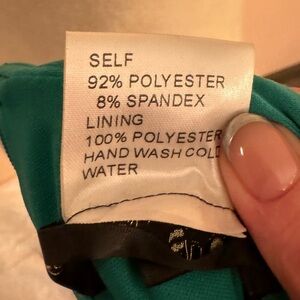 SELF
92% POLYESTER
8% SPANDEX
LINING
100% POLYESTER
HAND WASH COLD
WATER